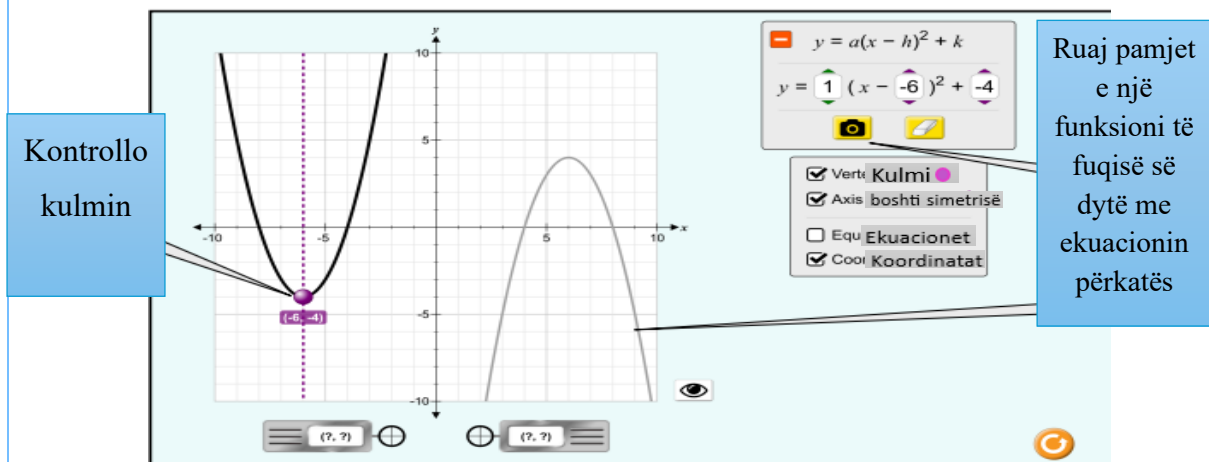 Kontrollo
kulmin
y
10
5
-10
-5
5
10
x
-5
-10
(-6, -4)
(?, ?)
(?, ?)
y = a(x − h)² + k
y = 1 ( x − -6 )² + -4
Verte Kulmi
Axis boshti simetrisë
Equ Ekuacionet
Coor Koordinatat
Ruaj pamjet
e një
funksioni të
fuqisë së
dytë me
ekuacionin
përkatës